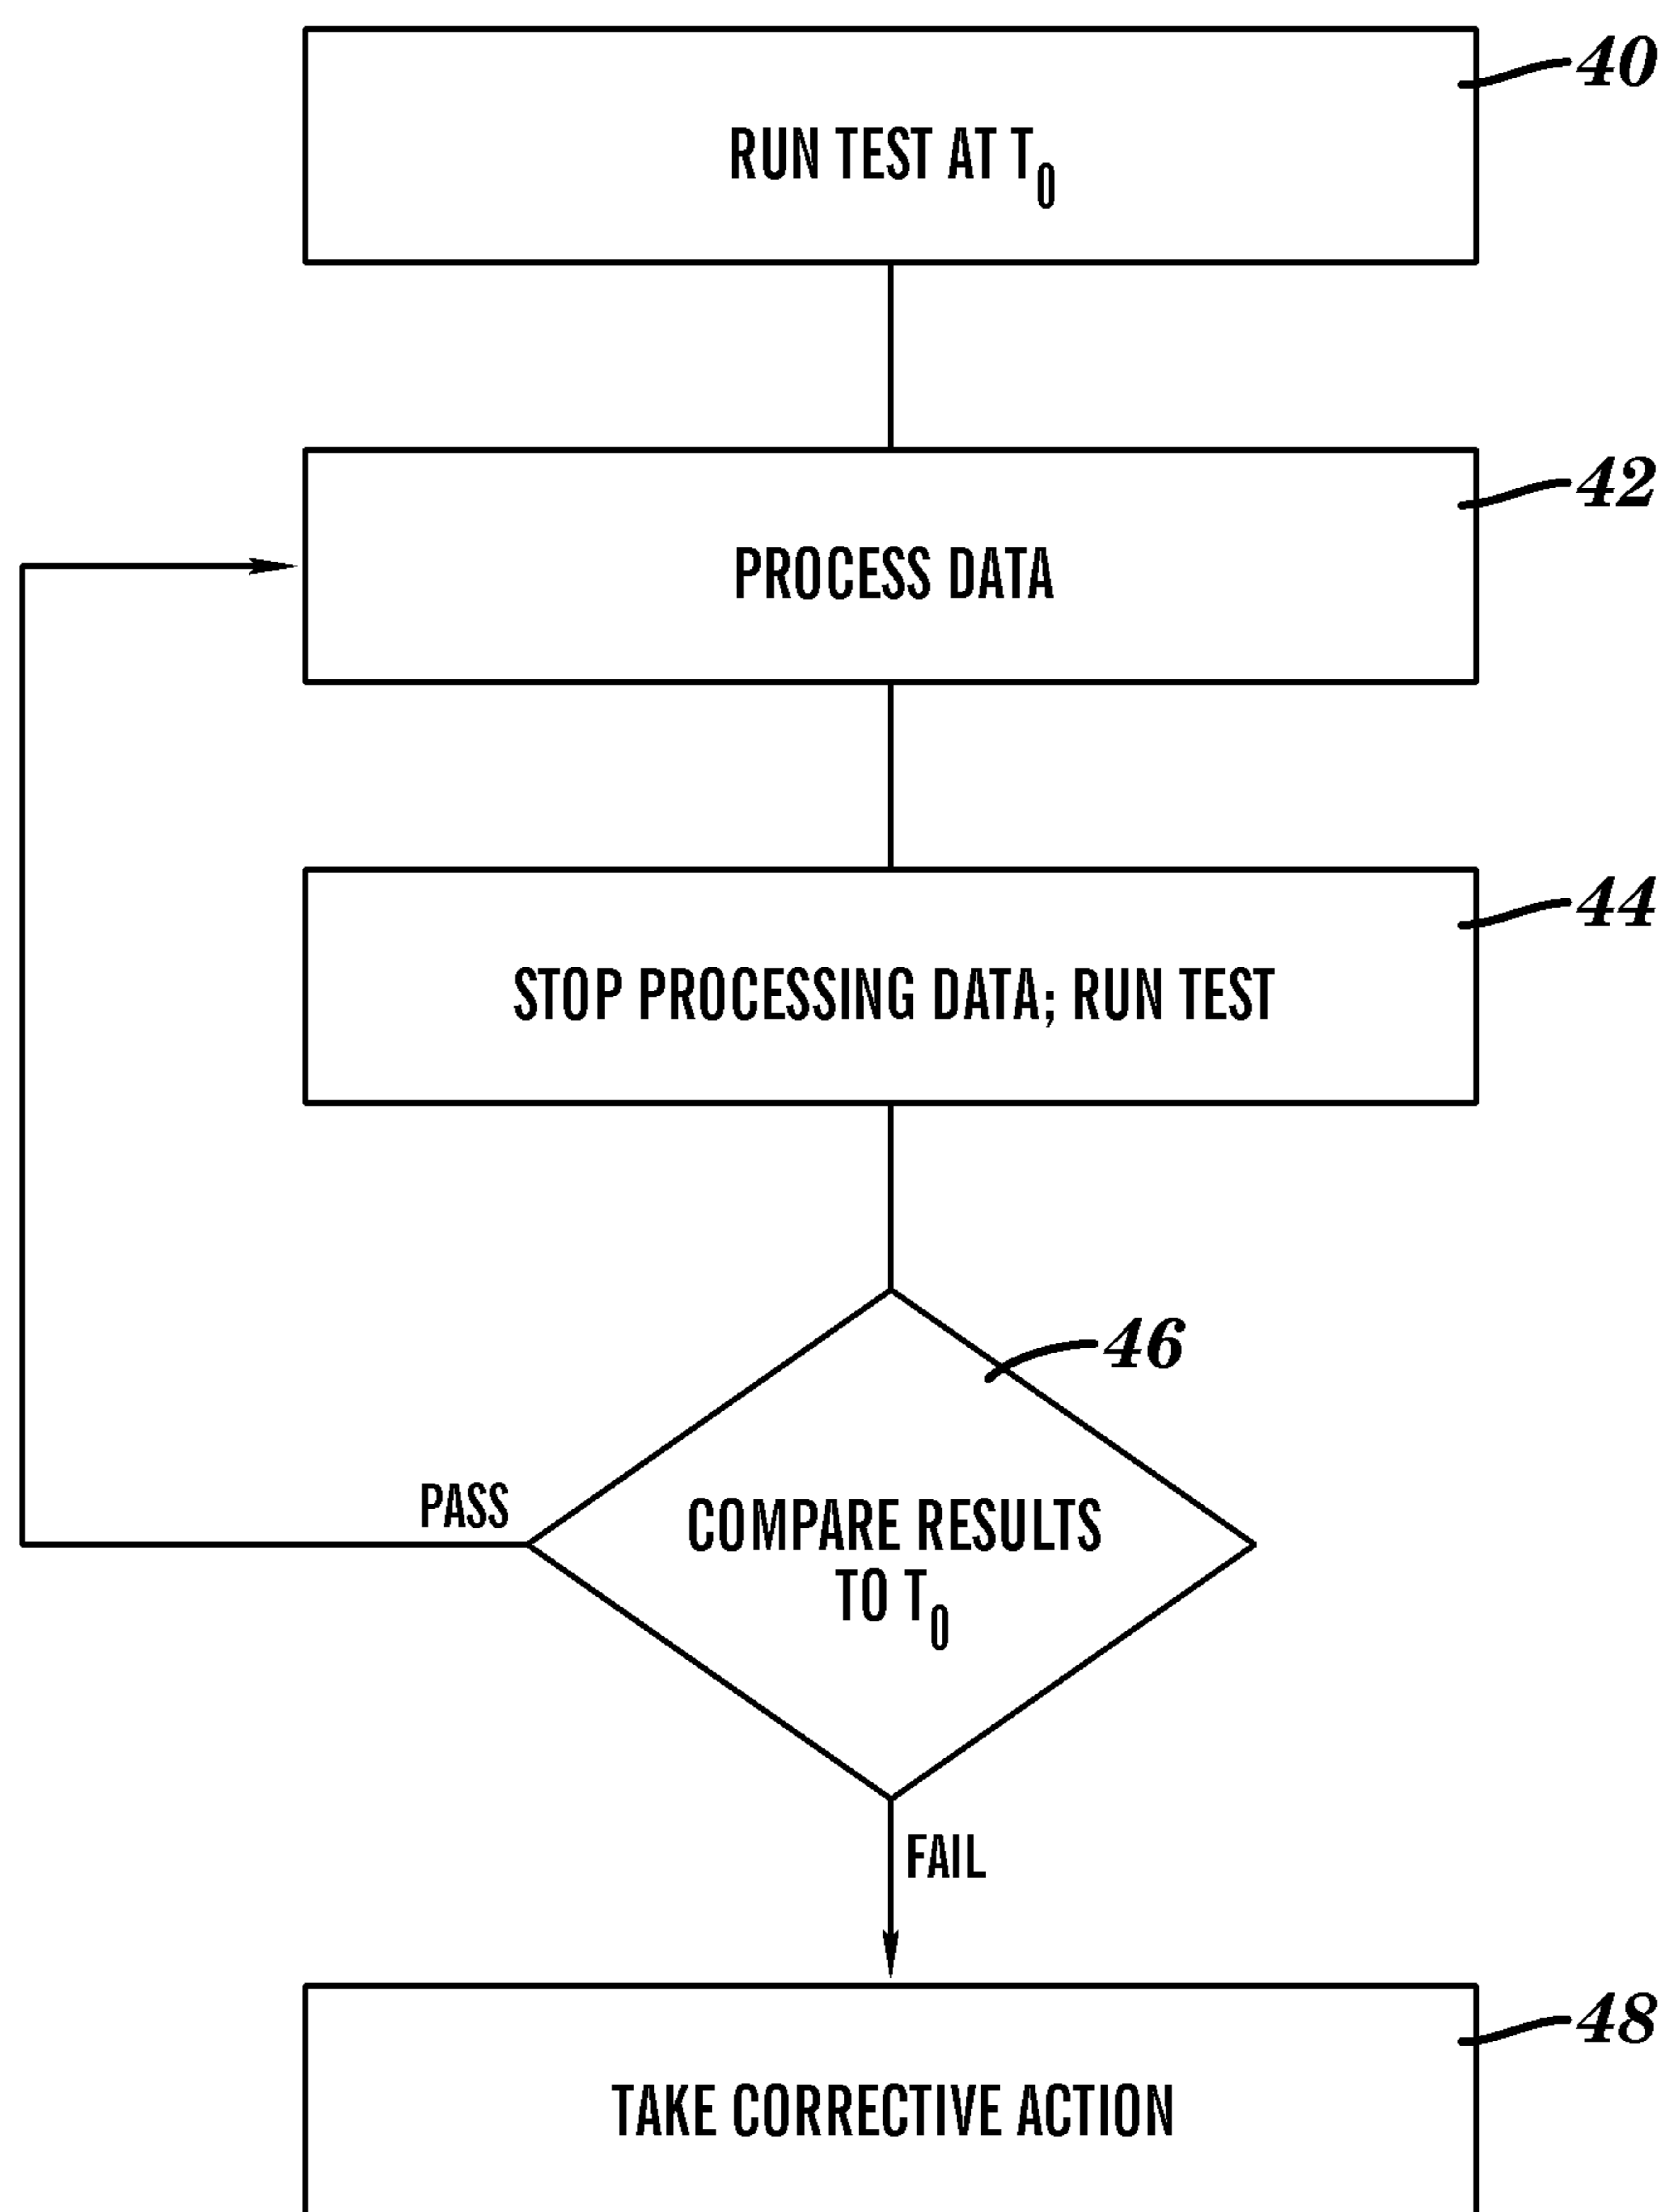 40
RUN TEST AT T₀
42
PROCESS DATA
44
STOP PROCESSING DATA; RUN TEST
46
PASS
COMPARE RESULTS
TO T₀
FAIL
48
TAKE CORRECTIVE ACTION